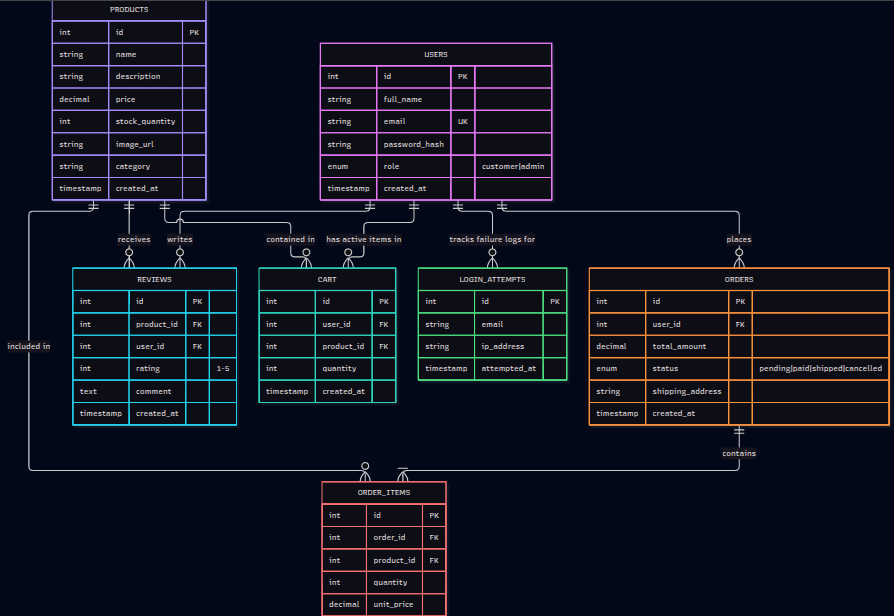 PRODUCTS
int id PK
string name
string description
decimal price
int stock_quantity
string image_url
string category
timestamp created_at
USERS
int id PK
string full_name
string email UK
string password_hash
enum role customer|admin
timestamp created_at
receives
writes
contained in
has active items in
tracks failure logs for
places
REVIEWS
int id PK
int product_id FK
int user_id FK
int rating 1-5
text comment
timestamp created_at
CART
int id PK
int user_id FK
int product_id FK
int quantity
timestamp created_at
LOGIN_ATTEMPTS
int id PK
string email
string ip_address
timestamp attempted_at
ORDERS
int id PK
int user_id FK
decimal total_amount
enum status pending|paid|shipped|cancelled
string shipping_address
timestamp created_at
included in
contains
ORDER_ITEMS
int id PK
int order_id FK
int product_id FK
int quantity
decimal unit_price